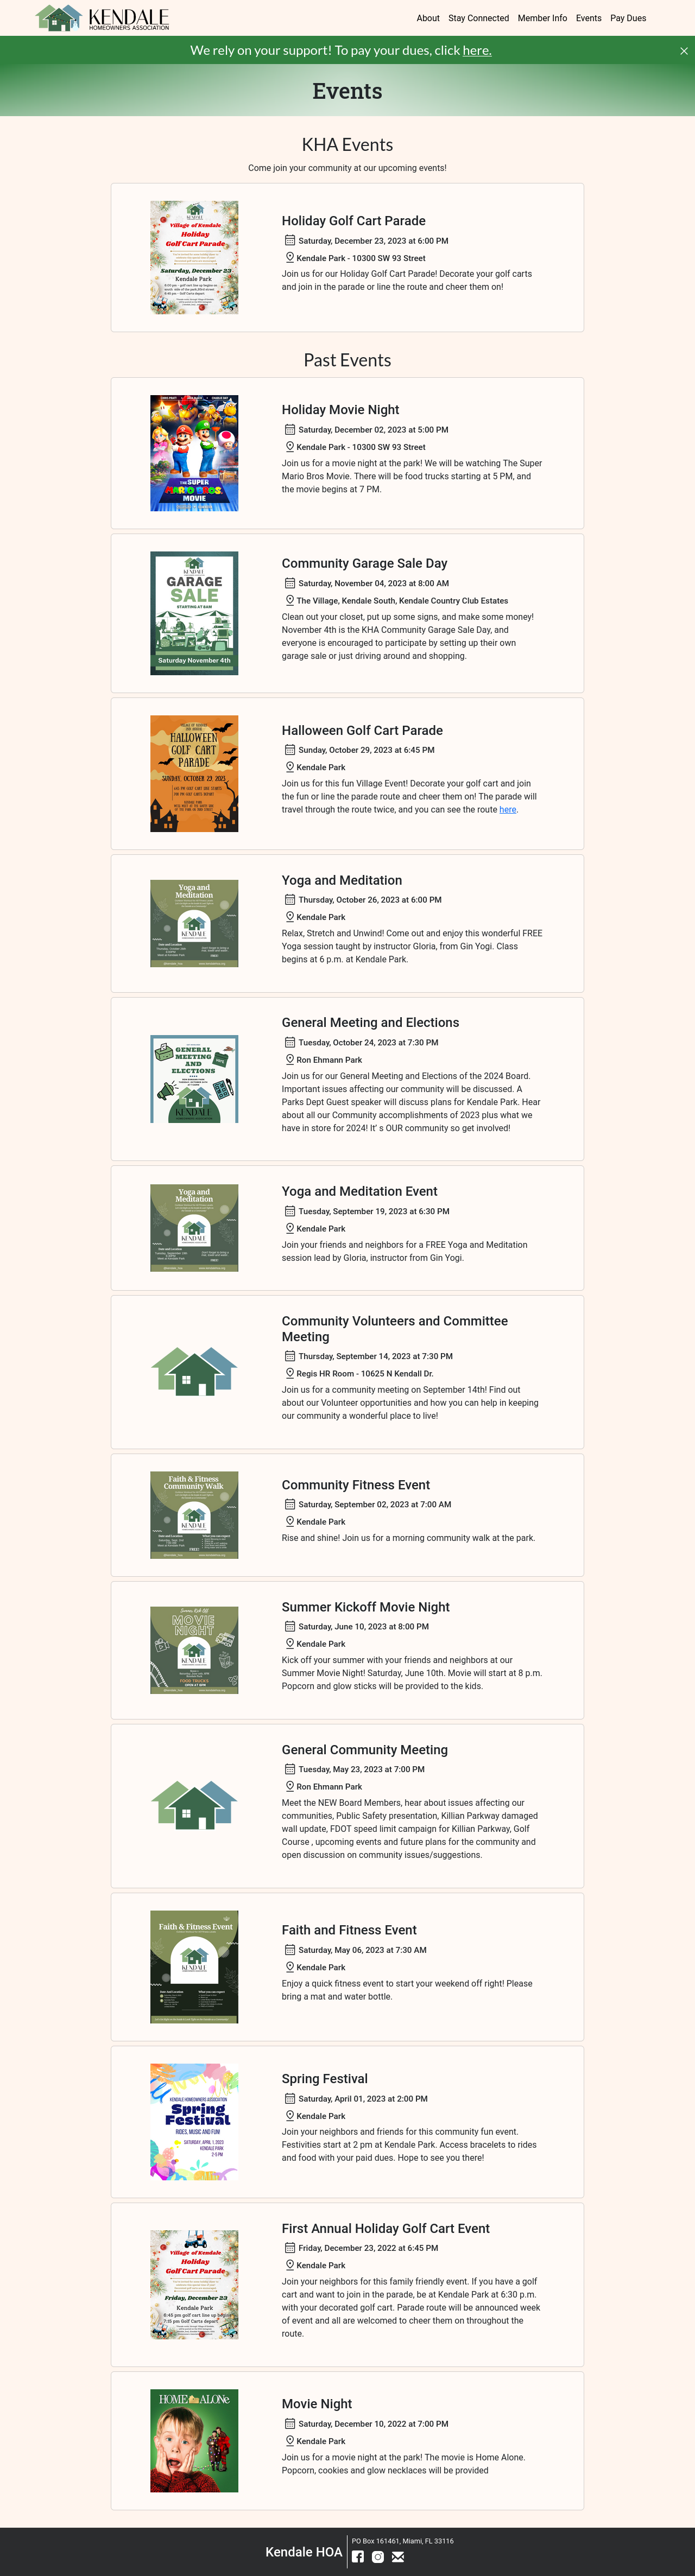 KENDALE
HOMEOWNERS ASSOCIATION
About Stay Connected Member Info Events Pay Dues
We rely on your support! To pay your dues, click here.
Events
KHA Events
Come join your community at our upcoming events!
KENDALE
Village of Kendale
Holiday
Golf Cart Parade
Saturday, December 23
Kendale Park
Holiday Golf Cart Parade
Saturday, December 23, 2023 at 6:00 PM
Kendale Park - 10300 SW 93 Street
Join us for our Holiday Golf Cart Parade! Decorate your golf carts
and join in the parade or line the route and cheer them on!
Past Events
THE SUPER
MARIO BROS.
MOVIE
Holiday Movie Night
Saturday, December 02, 2023 at 5:00 PM
Kendale Park - 10300 SW 93 Street
Join us for a movie night at the park! We will be watching The Super
Mario Bros Movie. There will be food trucks starting at 5 PM, and
the movie begins at 7 PM.
KENDALE
GARAGE
SALE
STARTING AT 8AM
Saturday November 4th
Community Garage Sale Day
Saturday, November 04, 2023 at 8:00 AM
The Village, Kendale South, Kendale Country Club Estates
Clean out your closet, put up some signs, and make some money!
November 4th is the KHA Community Garage Sale Day, and
everyone is encouraged to participate by setting up their own
garage sale or just driving around and shopping.
HALLOWEEN
GOLF CART
PARADE
Halloween Golf Cart Parade
Sunday, October 29, 2023 at 6:45 PM
Kendale Park
Join us for this fun Village Event! Decorate your golf cart and join
the fun or line the parade route and cheer them on! The parade will
travel through the route twice, and you can see the route here.
Yoga and
Meditation
KENDALE
Yoga and Meditation
Thursday, October 26, 2023 at 6:00 PM
Kendale Park
Relax, Stretch and Unwind! Come out and enjoy this wonderful FREE
Yoga session taught by instructor Gloria, from Gin Yogi. Class
begins at 6 p.m. at Kendale Park.
GENERAL
MEETING
AND
ELECTIONS
KENDALE
General Meeting and Elections
Tuesday, October 24, 2023 at 7:30 PM
Ron Ehmann Park
Join us for our General Meeting and Elections of the 2024 Board.
Important issues affecting our community will be discussed. A
Parks Dept Guest speaker will discuss plans for Kendale Park. Hear
about all our Community accomplishments of 2023 plus what we
have in store for 2024! It' s OUR community so get involved!
Yoga and
Meditation
KENDALE
Yoga and Meditation Event
Tuesday, September 19, 2023 at 6:30 PM
Kendale Park
Join your friends and neighbors for a FREE Yoga and Meditation
session lead by Gloria, instructor from Gin Yogi.
Community Volunteers and Committee
Meeting
Thursday, September 14, 2023 at 7:30 PM
Regis HR Room - 10625 N Kendall Dr.
Join us for a community meeting on September 14th! Find out
about our Volunteer opportunities and how you can help in keeping
our community a wonderful place to live!
Faith & Fitness
Community Walk
KENDALE
Community Fitness Event
Saturday, September 02, 2023 at 7:00 AM
Kendale Park
Rise and shine! Join us for a morning community walk at the park.
Summer Kick Off
MOVIE
NIGHT
KENDALE
FOOD TRUCKS
Summer Kickoff Movie Night
Saturday, June 10, 2023 at 8:00 PM
Kendale Park
Kick off your summer with your friends and neighbors at our
Summer Movie Night! Saturday, June 10th. Movie will start at 8 p.m.
Popcorn and glow sticks will be provided to the kids.
General Community Meeting
Tuesday, May 23, 2023 at 7:00 PM
Ron Ehmann Park
Meet the NEW Board Members, hear about issues affecting our
communities, Public Safety presentation, Killian Parkway damaged
wall update, FDOT speed limit campaign for Killian Parkway, Golf
Course , upcoming events and future plans for the community and
open discussion on community issues/suggestions.
Faith & Fitness Event
KENDALE
Faith and Fitness Event
Saturday, May 06, 2023 at 7:30 AM
Kendale Park
Enjoy a quick fitness event to start your weekend off right! Please
bring a mat and water bottle.
KENDALE HOMEOWNERS ASSOCIATION
Spring
Festival
RIDES, MUSIC AND FUN!
SATURDAY, APRIL 1, 2023
KENDALE PARK
2-5 PM
Spring Festival
Saturday, April 01, 2023 at 2:00 PM
Kendale Park
Join your neighbors and friends for this community fun event.
Festivities start at 2 pm at Kendale Park. Access bracelets to rides
and food with your paid dues. Hope to see you there!
Village of Kendale
Holiday
Golf Cart Parade
Friday, December 23
Kendale Park
6:45 pm golf cart line up begins
7:15 pm Golf Carts depart
First Annual Holiday Golf Cart Event
Friday, December 23, 2022 at 6:45 PM
Kendale Park
Join your neighbors for this family friendly event. If you have a golf
cart and want to join in the parade, be at Kendale Park at 6:30 p.m.
with your decorated golf cart. Parade route will be announced week
of event and all are welcomed to cheer them on throughout the
route.
HOME ALONE
Movie Night
Saturday, December 10, 2022 at 7:00 PM
Kendale Park
Join us for a movie night at the park! The movie is Home Alone.
Popcorn, cookies and glow necklaces will be provided
Kendale HOA
PO Box 161461, Miami, FL 33116